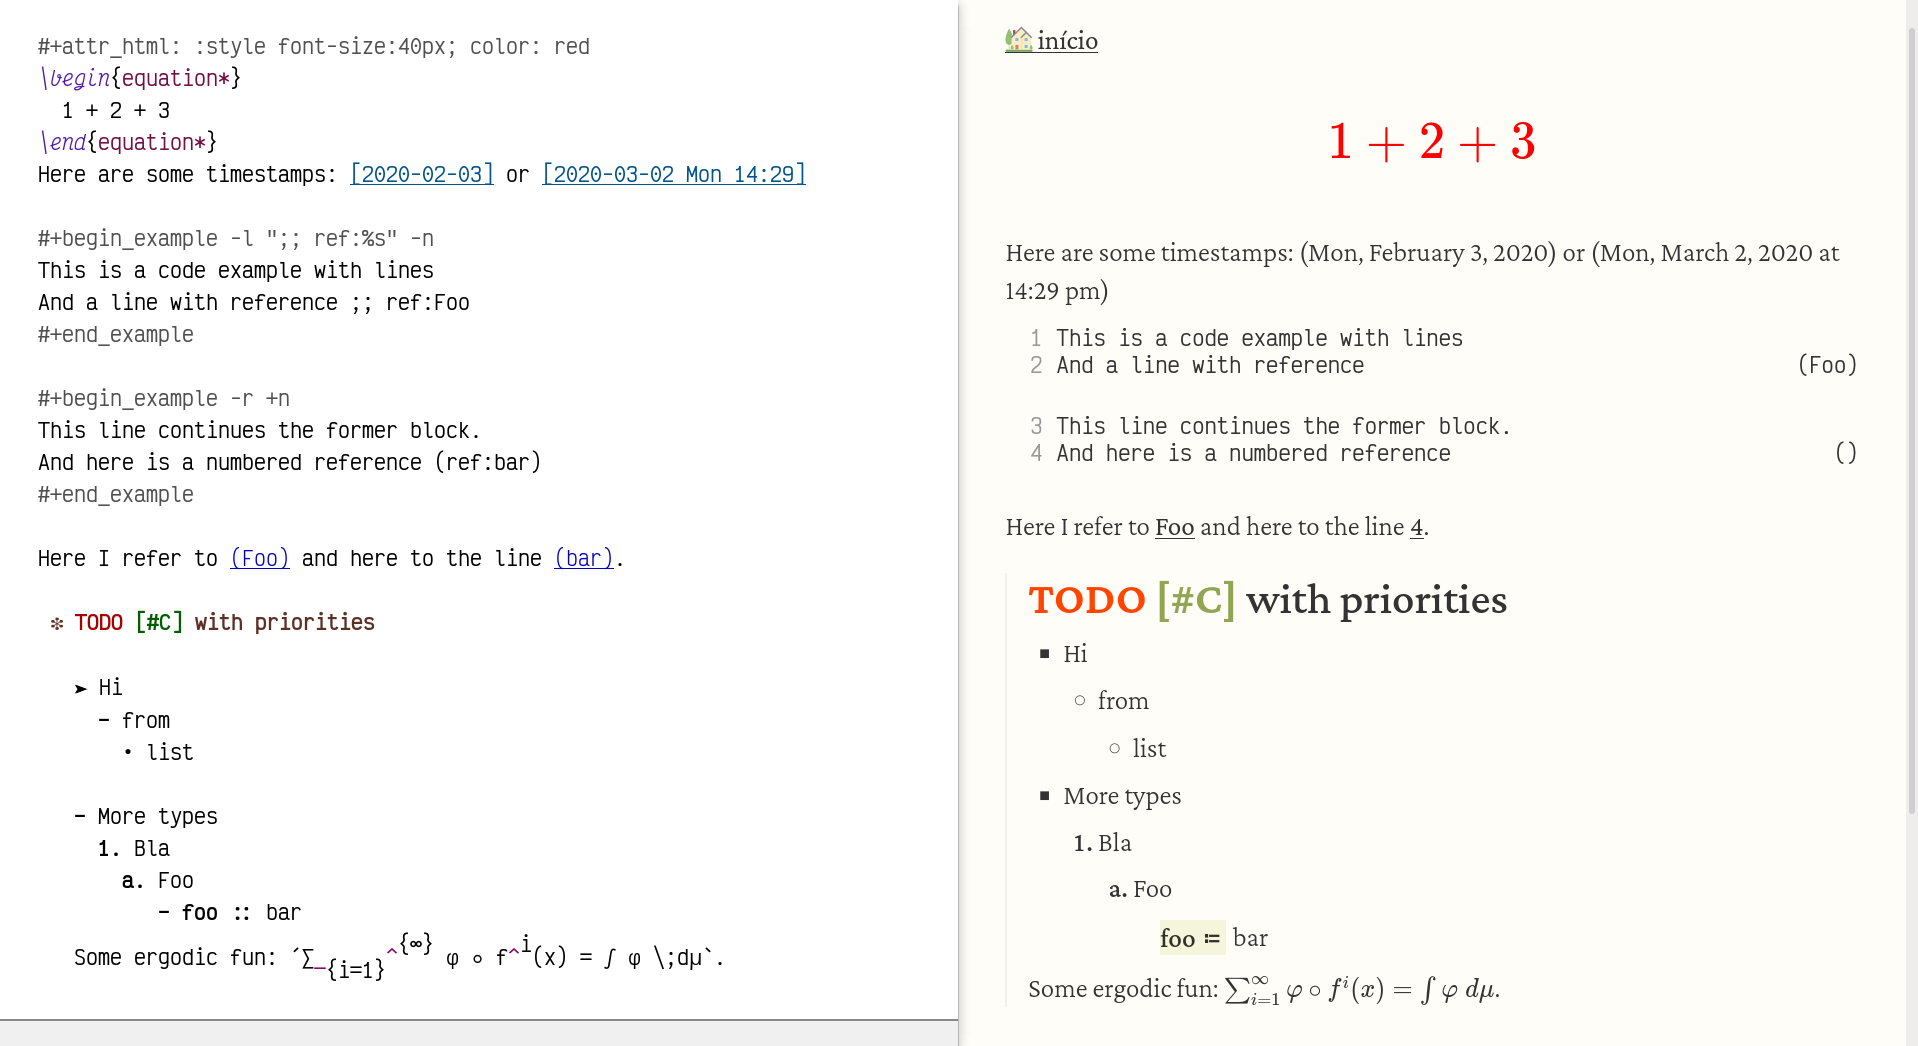 #+attr_html: :style font-size:40px; color: red
\begin{equation*}
1 + 2 + 3
\end{equation*}
Here are some timestamps: [2020-02-03] or [2020-03-02 Mon 14:29]
#+begin_example -l ";; ref:%s" -n
This is a code example with lines
And a line with reference ;; ref:Foo
#+end_example
#+begin_example -r +n
This line continues the former block.
And here is a numbered reference (ref:bar)
#+end_example
Here I refer to (Foo) and here to the line (bar).
✼ TODO [#C] with priorities
➤ Hi
– from
• list
– More types
1. Bla
a. Foo
– foo :: bar
Some ergodic fun: ´∑_{i=1}^{∞} φ ∘ f^i(x) = ∫ φ \;dμ`.
🏡 início
1 + 2 + 3
Here are some timestamps: (Mon, February 3, 2020) or (Mon, March 2, 2020 at
14:29 pm)
1 This is a code example with lines
2 And a line with reference (Foo)
3 This line continues the former block.
4 And here is a numbered reference ()
Here I refer to Foo and here to the line 4.
TODO [#C] with priorities
▪ Hi
○ from
○ list
▪ More types
1. Bla
a. Foo
foo ≔ bar
Some ergodic fun: ∑_{i=1}^{∞} φ ∘ f^i(x) = ∫ φ dμ.